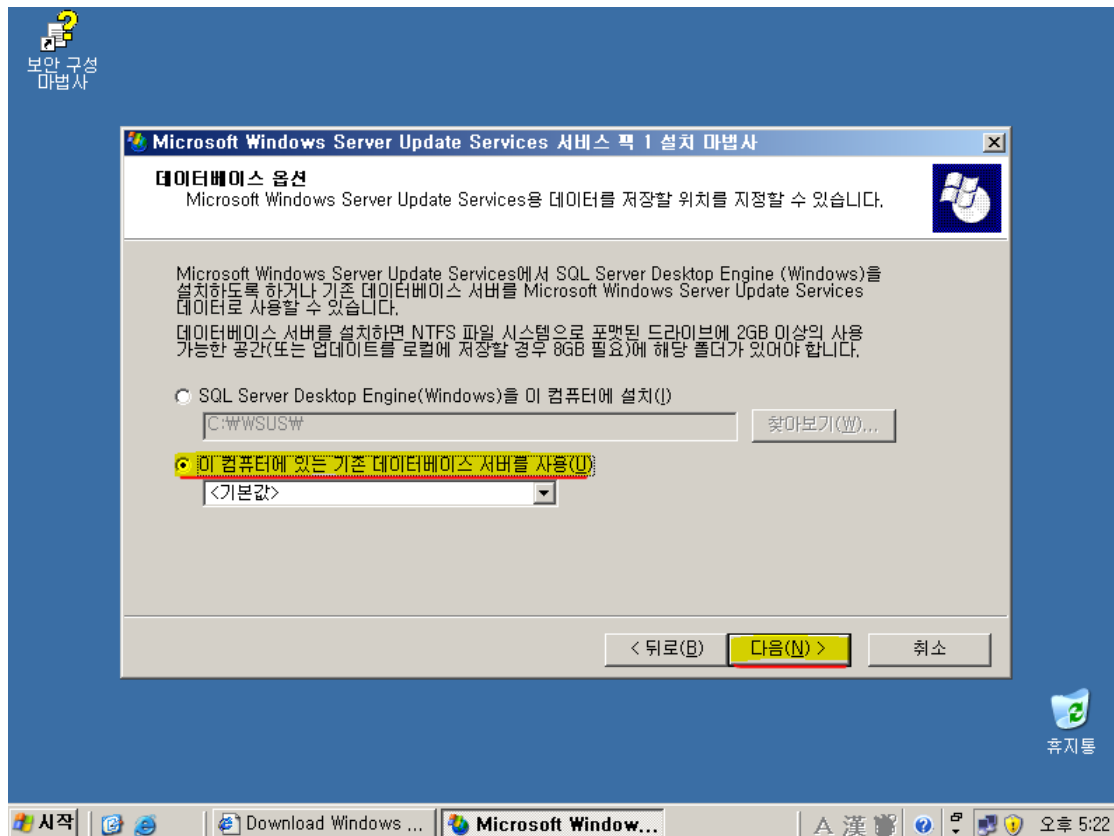 보안 구성
마법사
Microsoft Windows Server Update Services 서비스 팩 1 설치 마법사
데이터베이스 옵션
Microsoft Windows Server Update Services용 데이터를 저장할 위치를 지정할 수 있습니다.
Microsoft Windows Server Update Services에서 SQL Server Desktop Engine (Windows)을
설치하도록 하거나 기존 데이터베이스 서버를 Microsoft Windows Server Update Services
데이터로 사용할 수 있습니다.
데이터베이스 서버를 설치하면 NTFS 파일 시스템으로 포맷된 드라이브에 2GB 이상의 사용
가능한 공간(또는 업데이트를 로컬에 저장할 경우 8GB 필요)에 해당 폴더가 있어야 합니다.
SQL Server Desktop Engine(Windows)을 이 컴퓨터에 설치(I)
C:₩WSUS₩
찾아보기(W)...
이 컴퓨터에 있는 기존 데이터베이스 서버를 사용(U)
<기본값>
< 뒤로(B)
다음(N) >
취소
휴지통
시작
Download Windows ...
Microsoft Window...
A 漢
오후 5:22